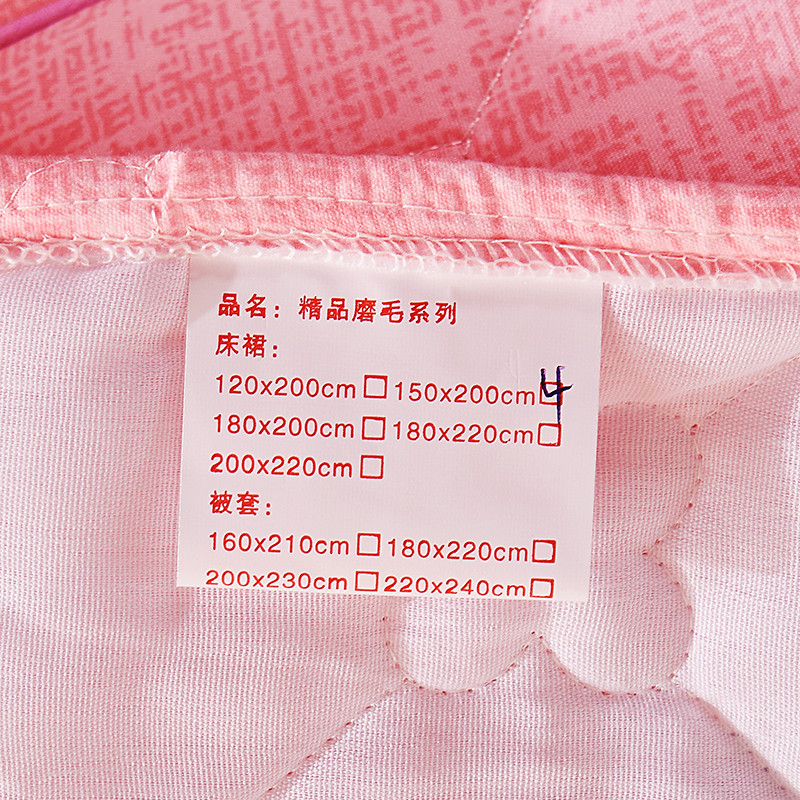 品名：精品磨毛系列
床裙：
120x200cm□ 150x200cm□ 4
180x200cm□ 180x220cm□
200x220cm□
被套：
160x210cm□ 180x220cm□
200x230cm□ 220x240cm□